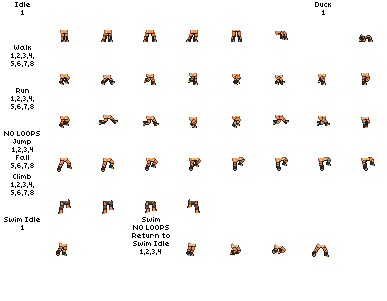 Idle
1
Duck
1
Walk
1,2,3,4,
5,6,7,8
Run
1,2,3,4,
5,6,7,8
NO LOOPS
Jump
1,2,3,4
Fall
5,6,7,8
Climb
1,2,3,4,
5,6,7,8
Swim Idle
1
Swim
NO LOOPS
Return to
Swim Idle
1,2,3,4